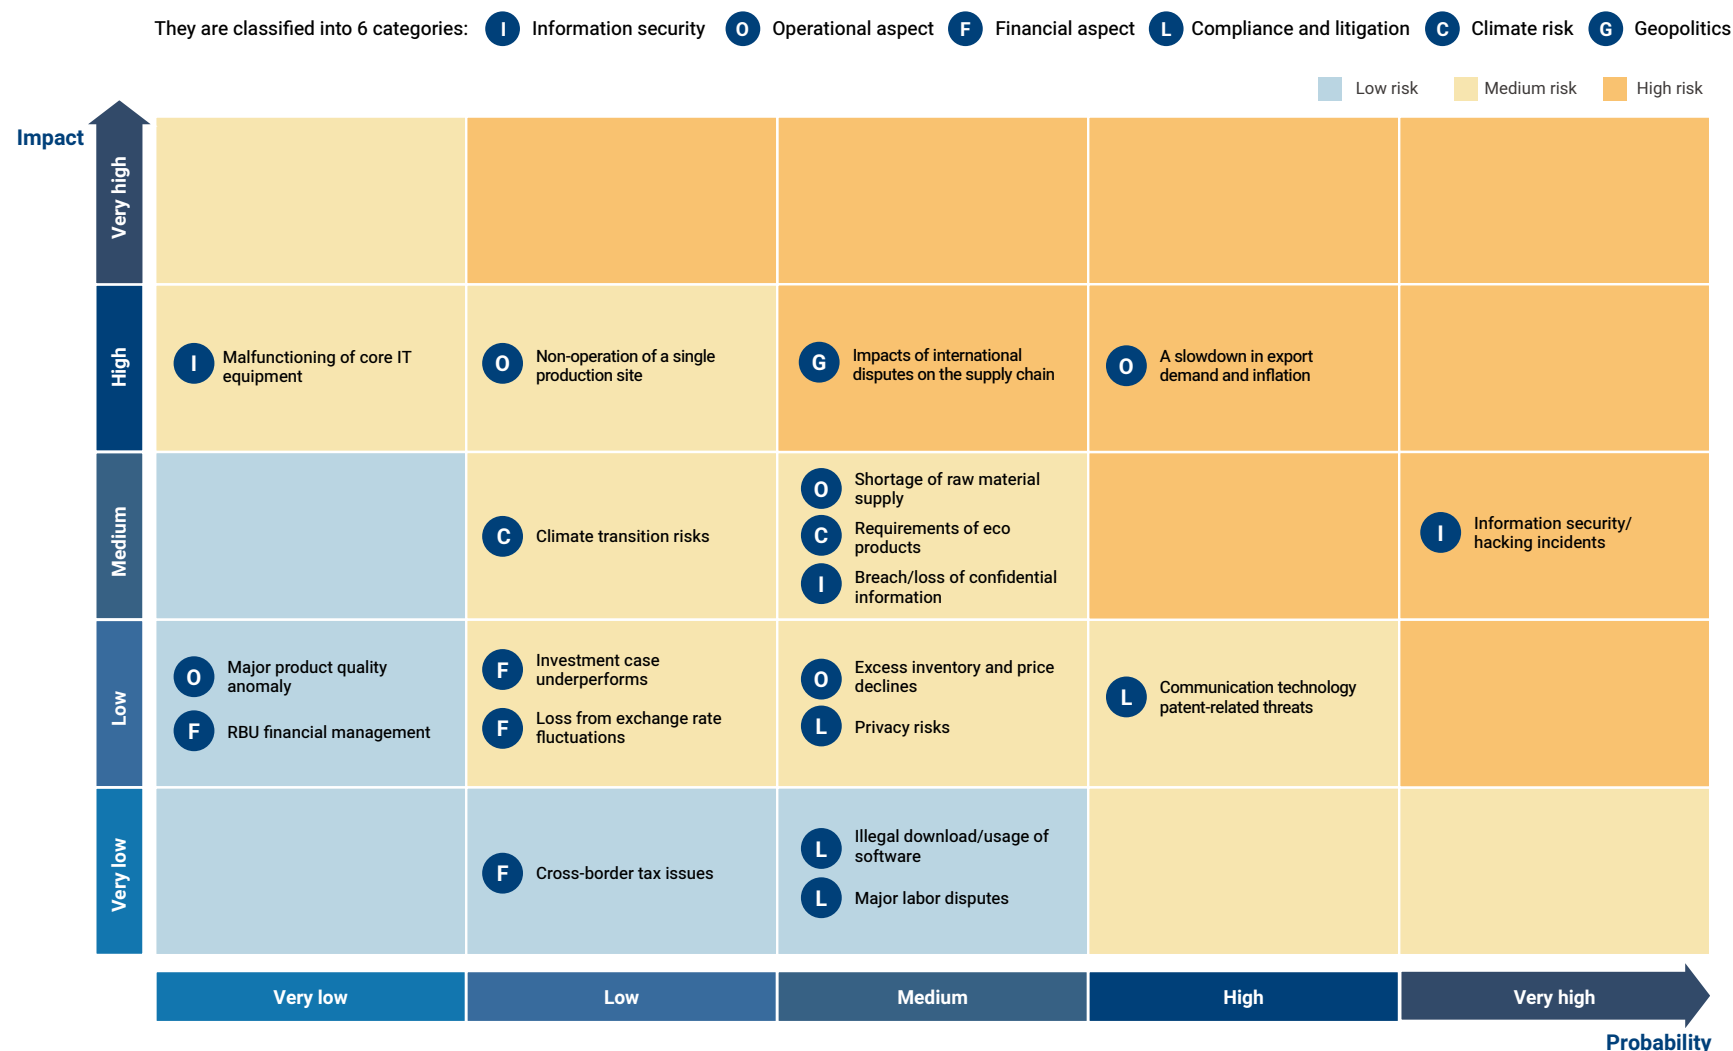 They are classified into 6 categories: I Information security O Operational aspect F Financial aspect L Compliance and litigation C Climate risk G Geopolitics
Low risk Medium risk High risk
Impact
Very high
High
I Malfunctioning of core IT
equipment
O Non-operation of a single
production site
G Impacts of international
disputes on the supply chain
O A slowdown in export
demand and inflation
Medium
C Climate transition risks
O Shortage of raw material
supply
C Requirements of eco
products
I Breach/loss of confidential
information
I Information security/
hacking incidents
Low
O Major product quality
anomaly
F RBU financial management
F Investment case
underperforms
F Loss from exchange rate
fluctuations
O Excess inventory and price
declines
L Privacy risks
L Communication technology
patent-related threats
Very low
F Cross-border tax issues
L Illegal download/usage of
software
L Major labor disputes
Very low Low Medium High Very high
Probability